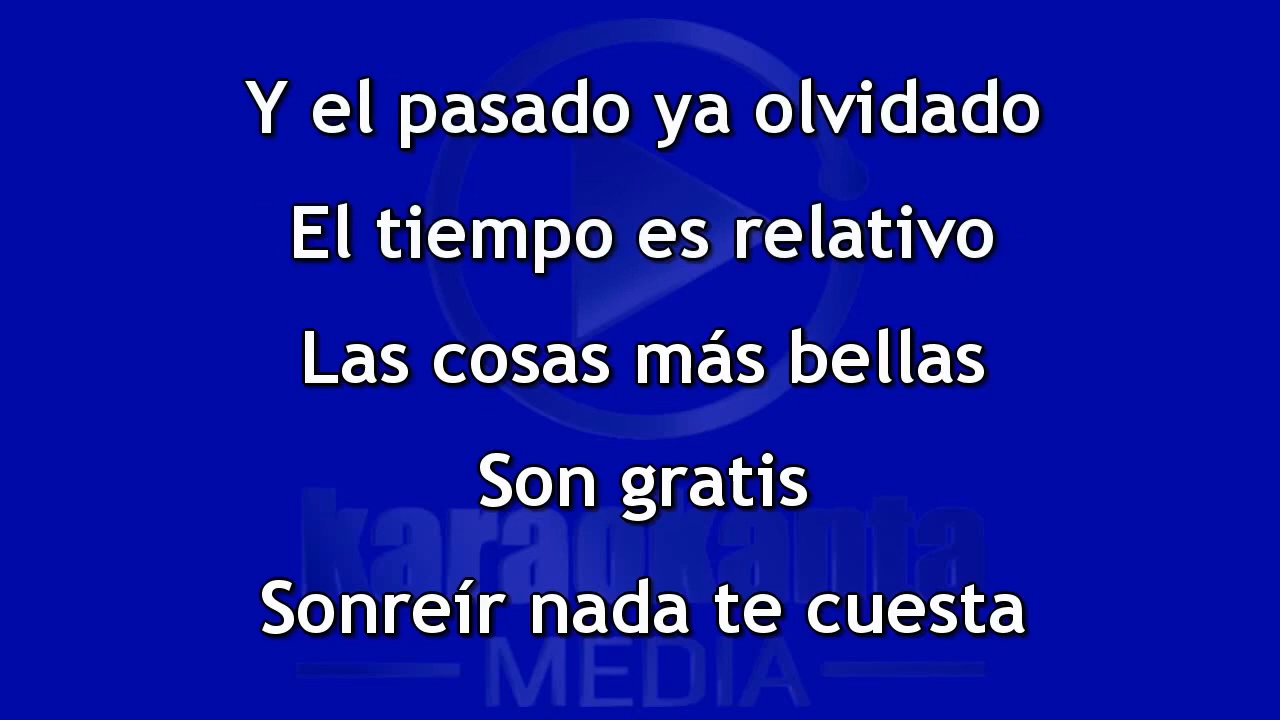 Y el pasado ya olvidado
El tiempo es relativo
Las cosas más bellas
Son gratis
karaokanta
Sonreír nada te cuesta
MEDIA